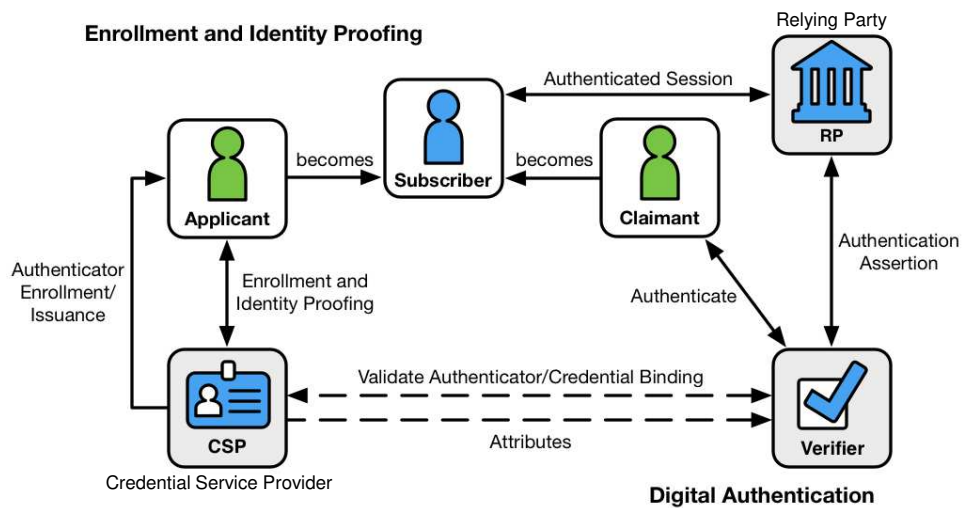 Enrollment and Identity Proofing
Relying Party
Authenticated Session
RP
becomes
Subscriber
becomes
Applicant
Claimant
Authenticator
Enrollment/
Issuance
Enrollment and
Identity Proofing
Authenticate
Authentication
Assertion
Validate Authenticator/Credential Binding
CSP
Attributes
Verifier
Credential Service Provider
Digital Authentication